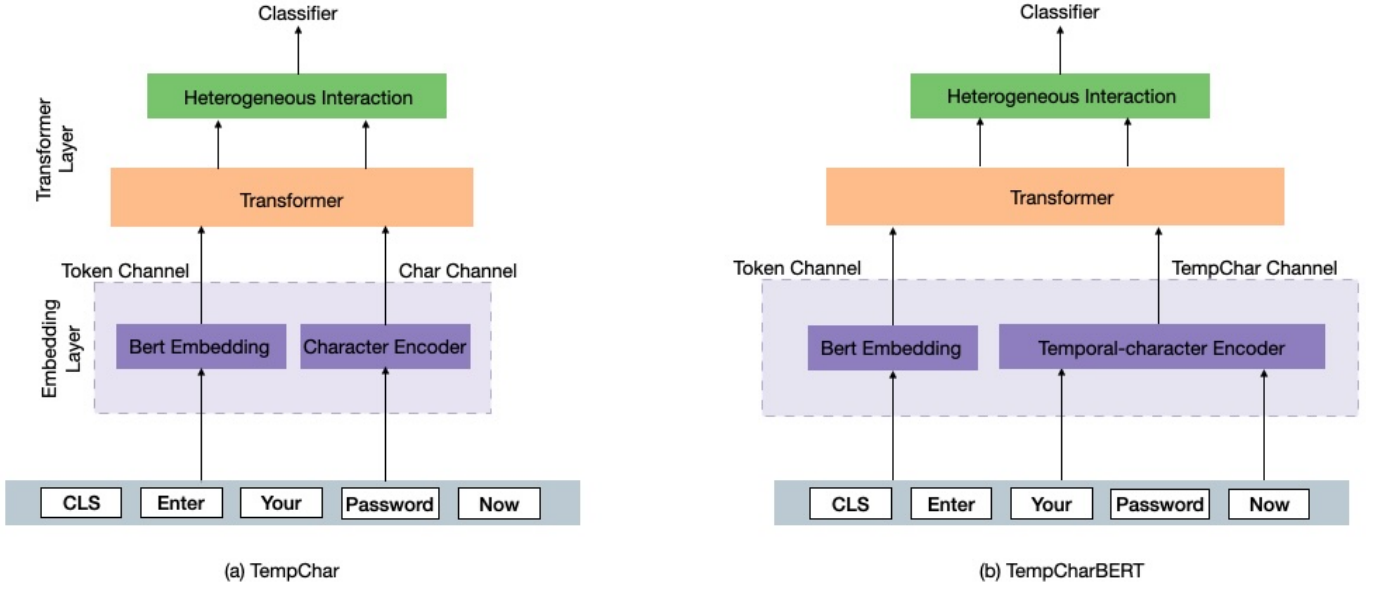 Classifier
Heterogeneous Interaction
Transformer
Layer
Transformer
Token Channel
Char Channel
Embedding
Layer
Bert Embedding
Character Encoder
CLS
Enter
Your
Password
Now
(a) TempChar
Classifier
Heterogeneous Interaction
Transformer
Token Channel
TempChar Channel
Bert Embedding
Temporal-character Encoder
CLS
Enter
Your
Password
Now
(b) TempCharBERT